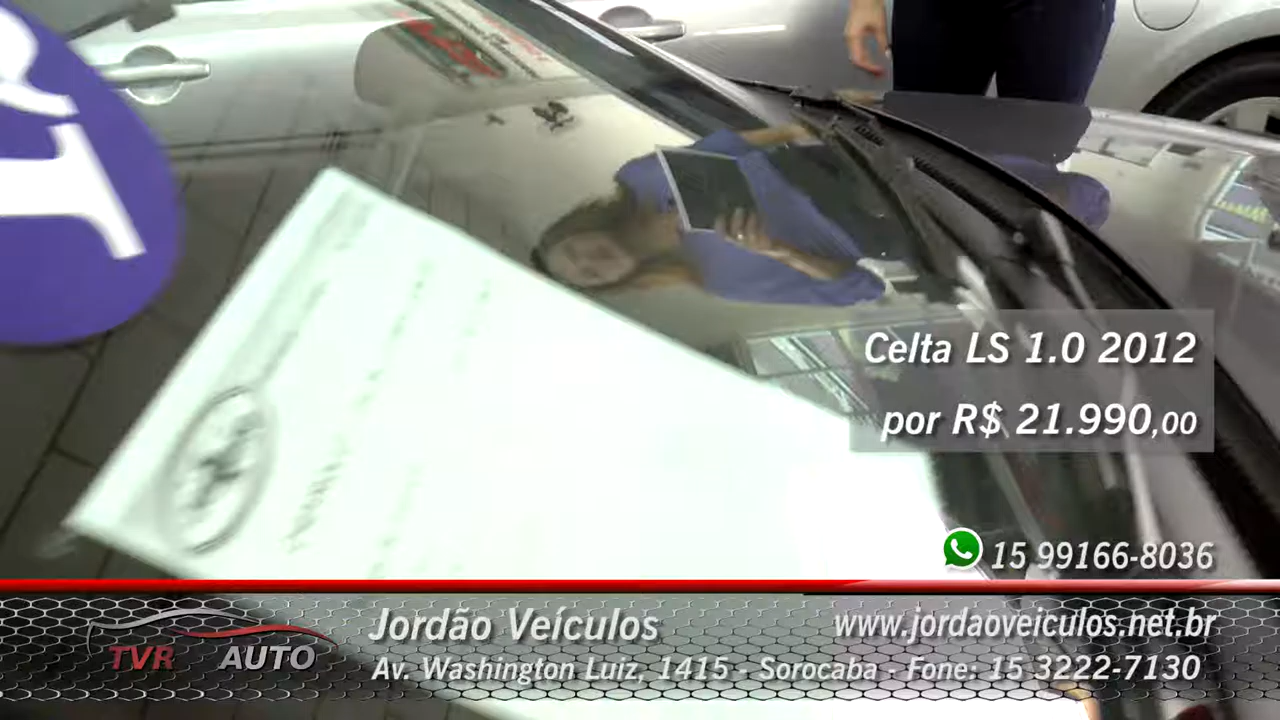 Celta LS 1.0 2012
por R$ 21.990,00
15 99166-8036
TVR AUTO
Jordão Veículos
www.jordaoveiculos.net.br
Av. Washington Luiz, 1415 - Sorocaba - Fone: 15 3222-7130